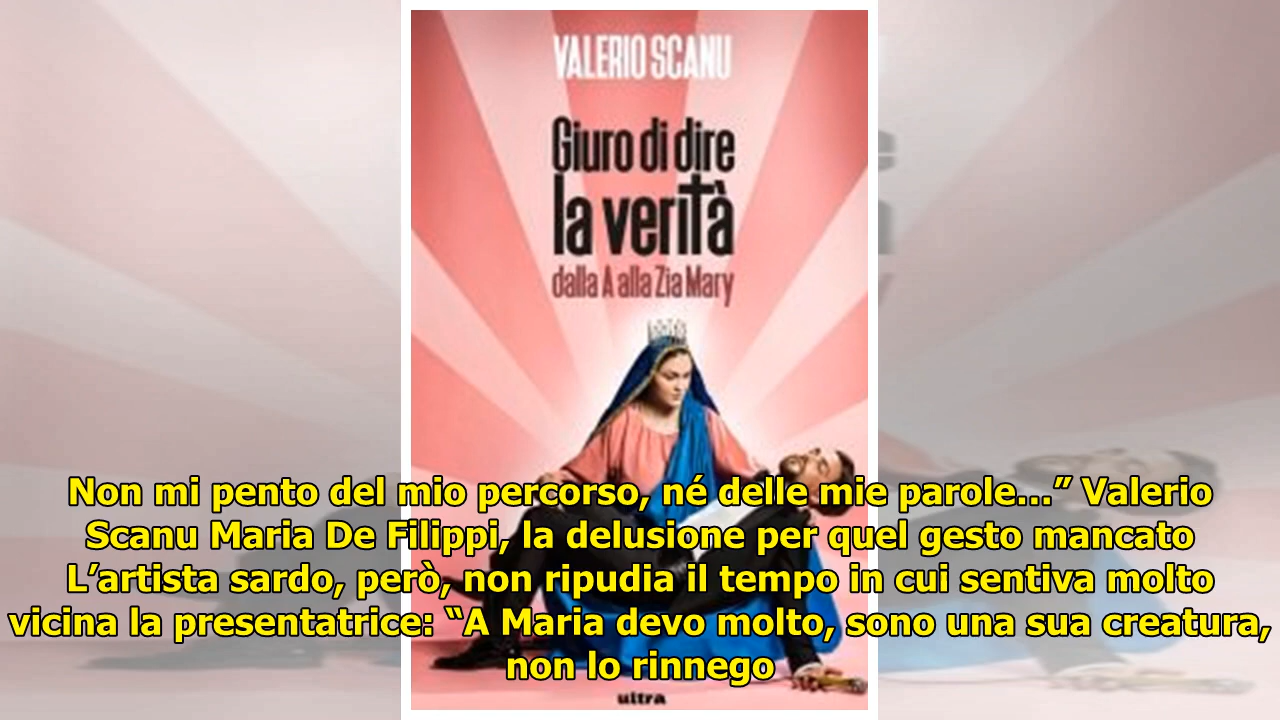 VALERIO SCANU
Giuro di dire
la verità
dalla A alla Zia Mary
Non mi pento del mio percorso, né delle mie parole…” Valerio
Scanu Maria De Filippi, la delusione per quel gesto mancato
L’artista sardo, però, non ripudia il tempo in cui sentiva molto
vicina la presentatrice: “A Maria devo molto, sono una sua creatura,
non lo rinnego
ultra